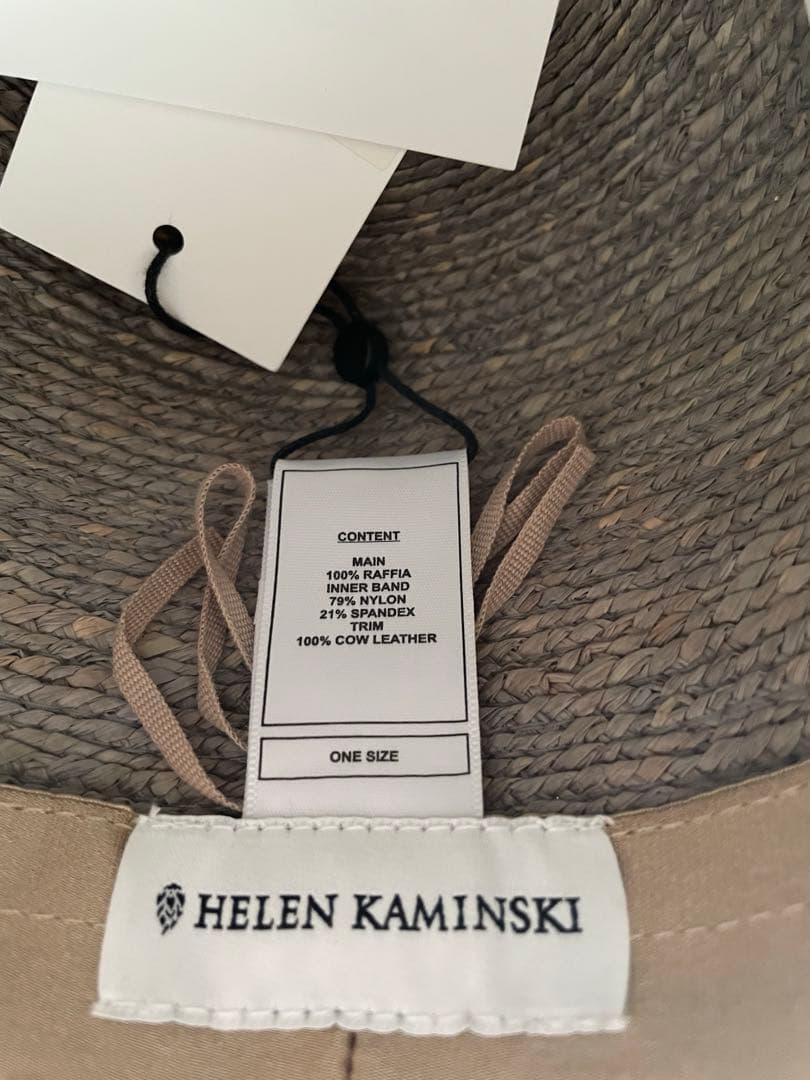 CONTENT
MAIN
100% RAFFIA
INNER BAND
79% NYLON
21% SPANDEX
TRIM
100% COW LEATHER
ONE SIZE
HELEN KAMINSKI